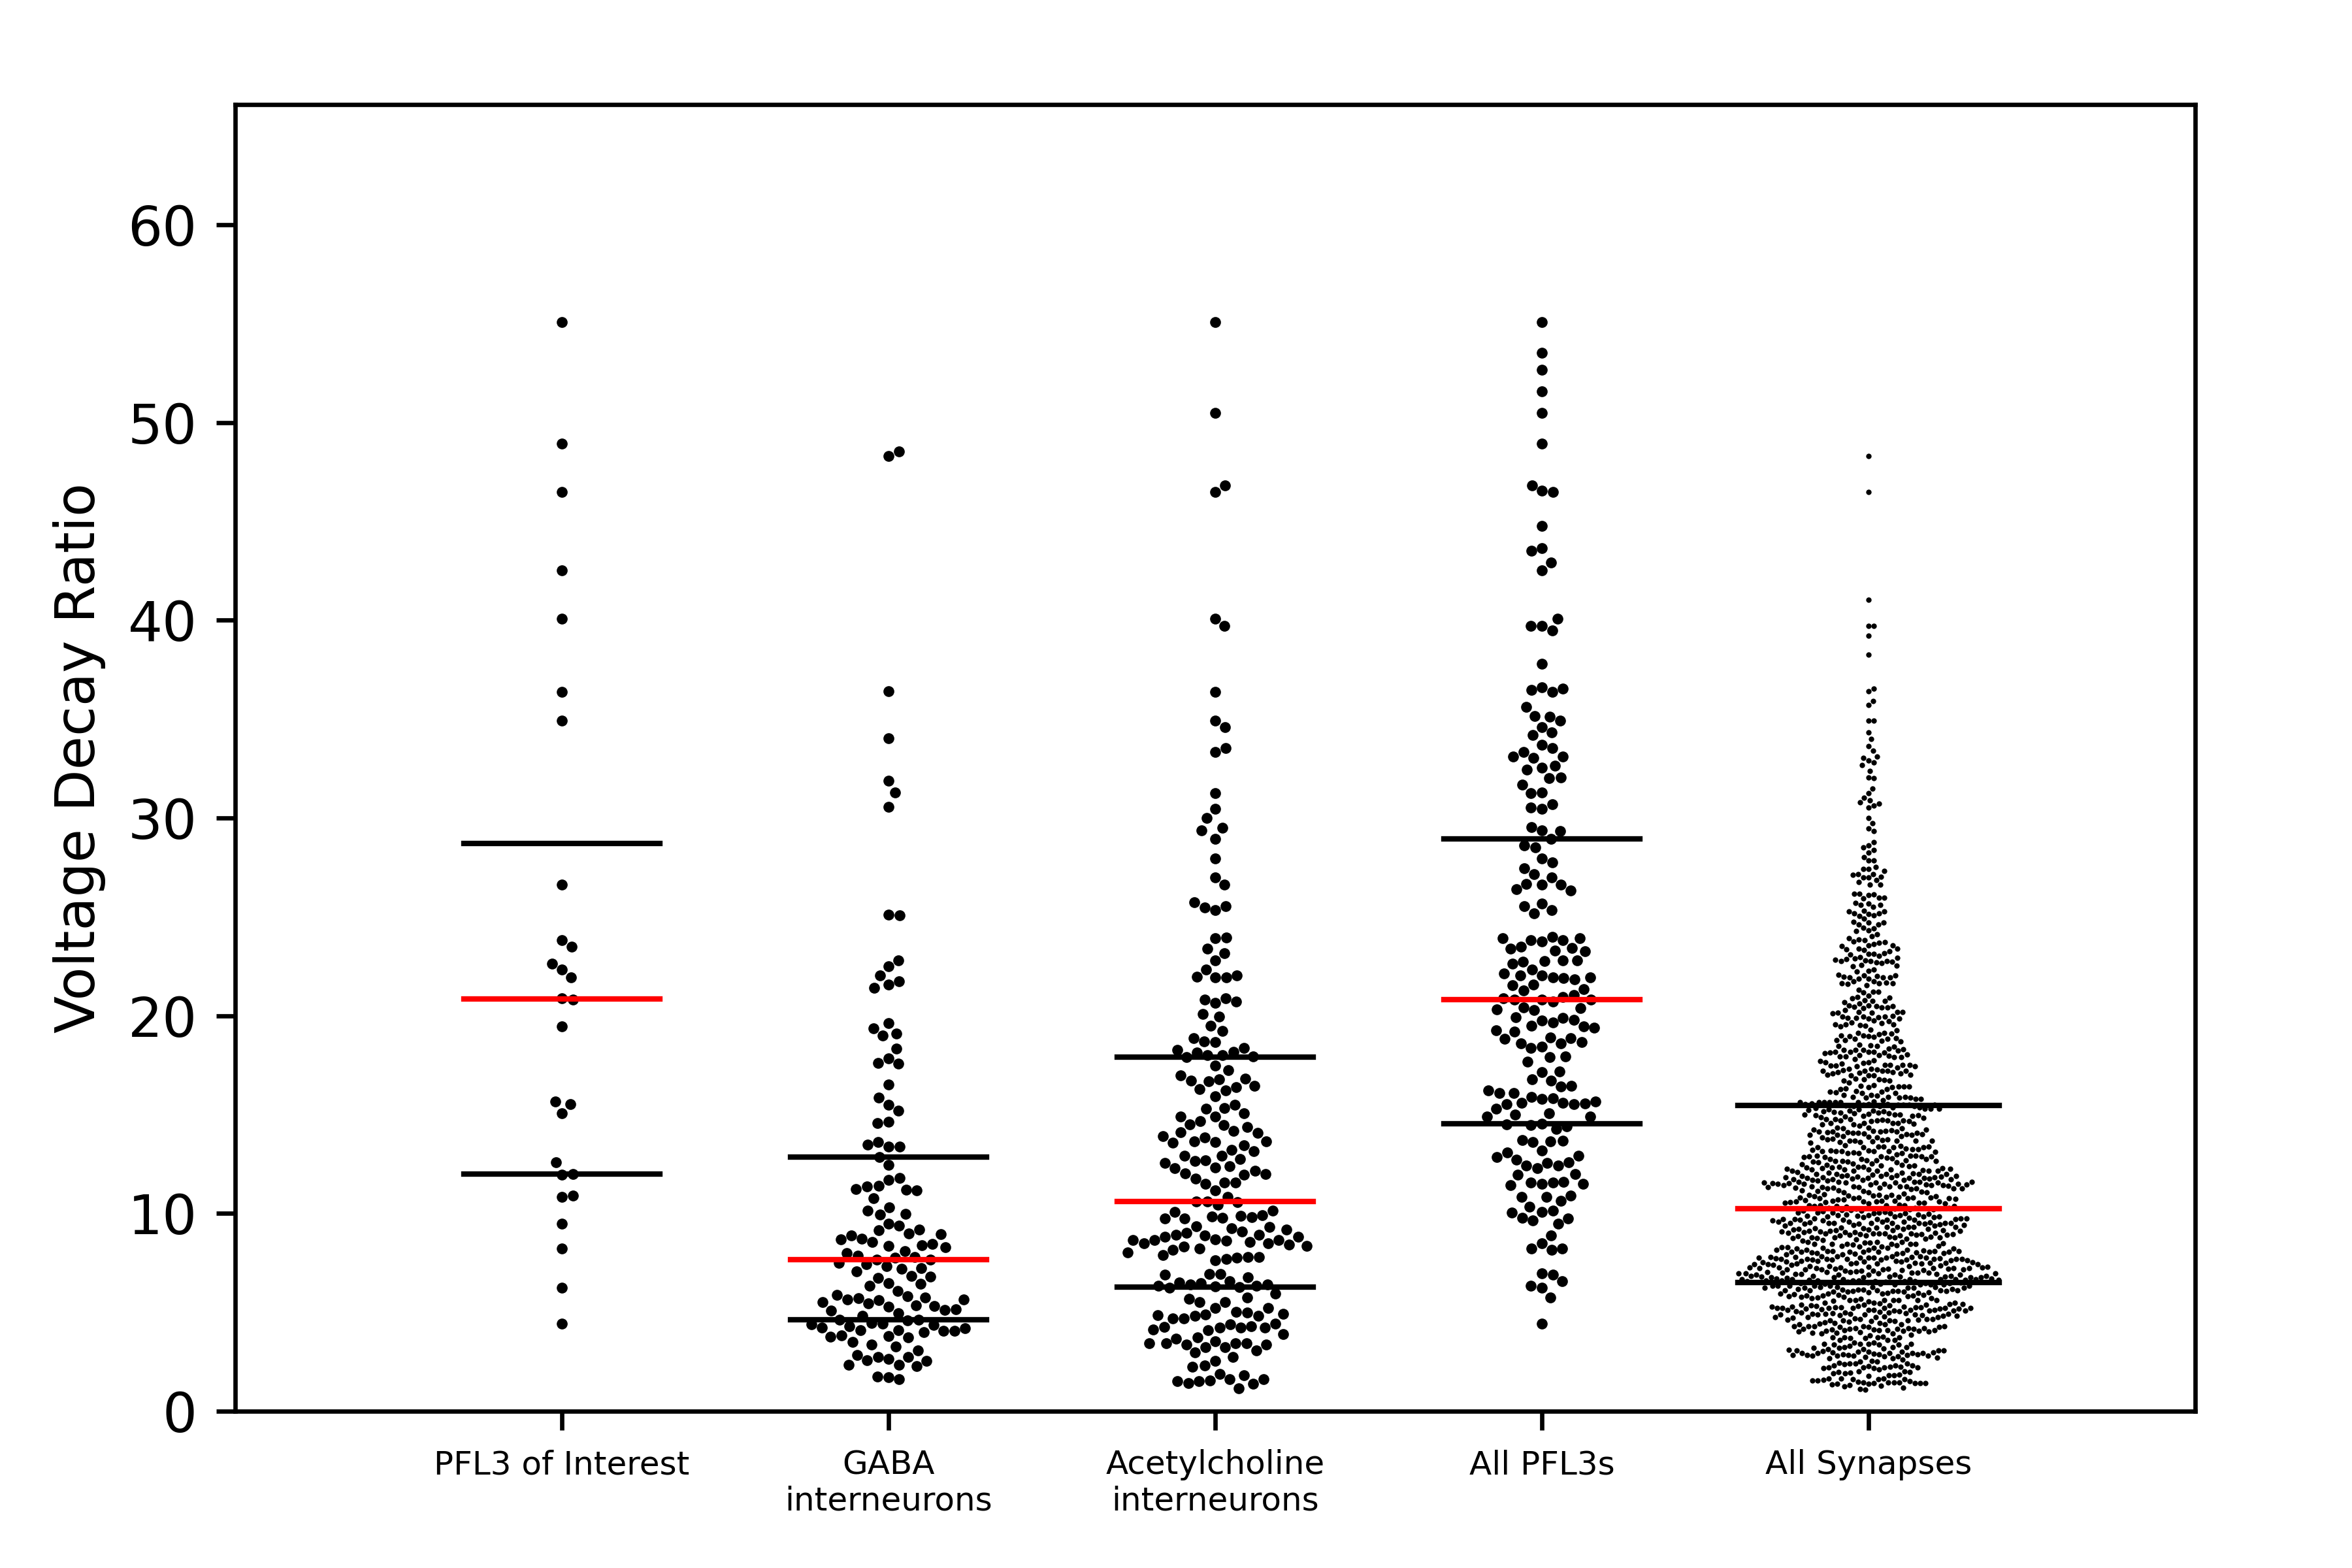 Voltage Decay Ratio
60
50
40
30
20
10
0
PFL3 of Interest
GABA
interneurons
Acetylcholine
interneurons
All PFL3s
All Synapses